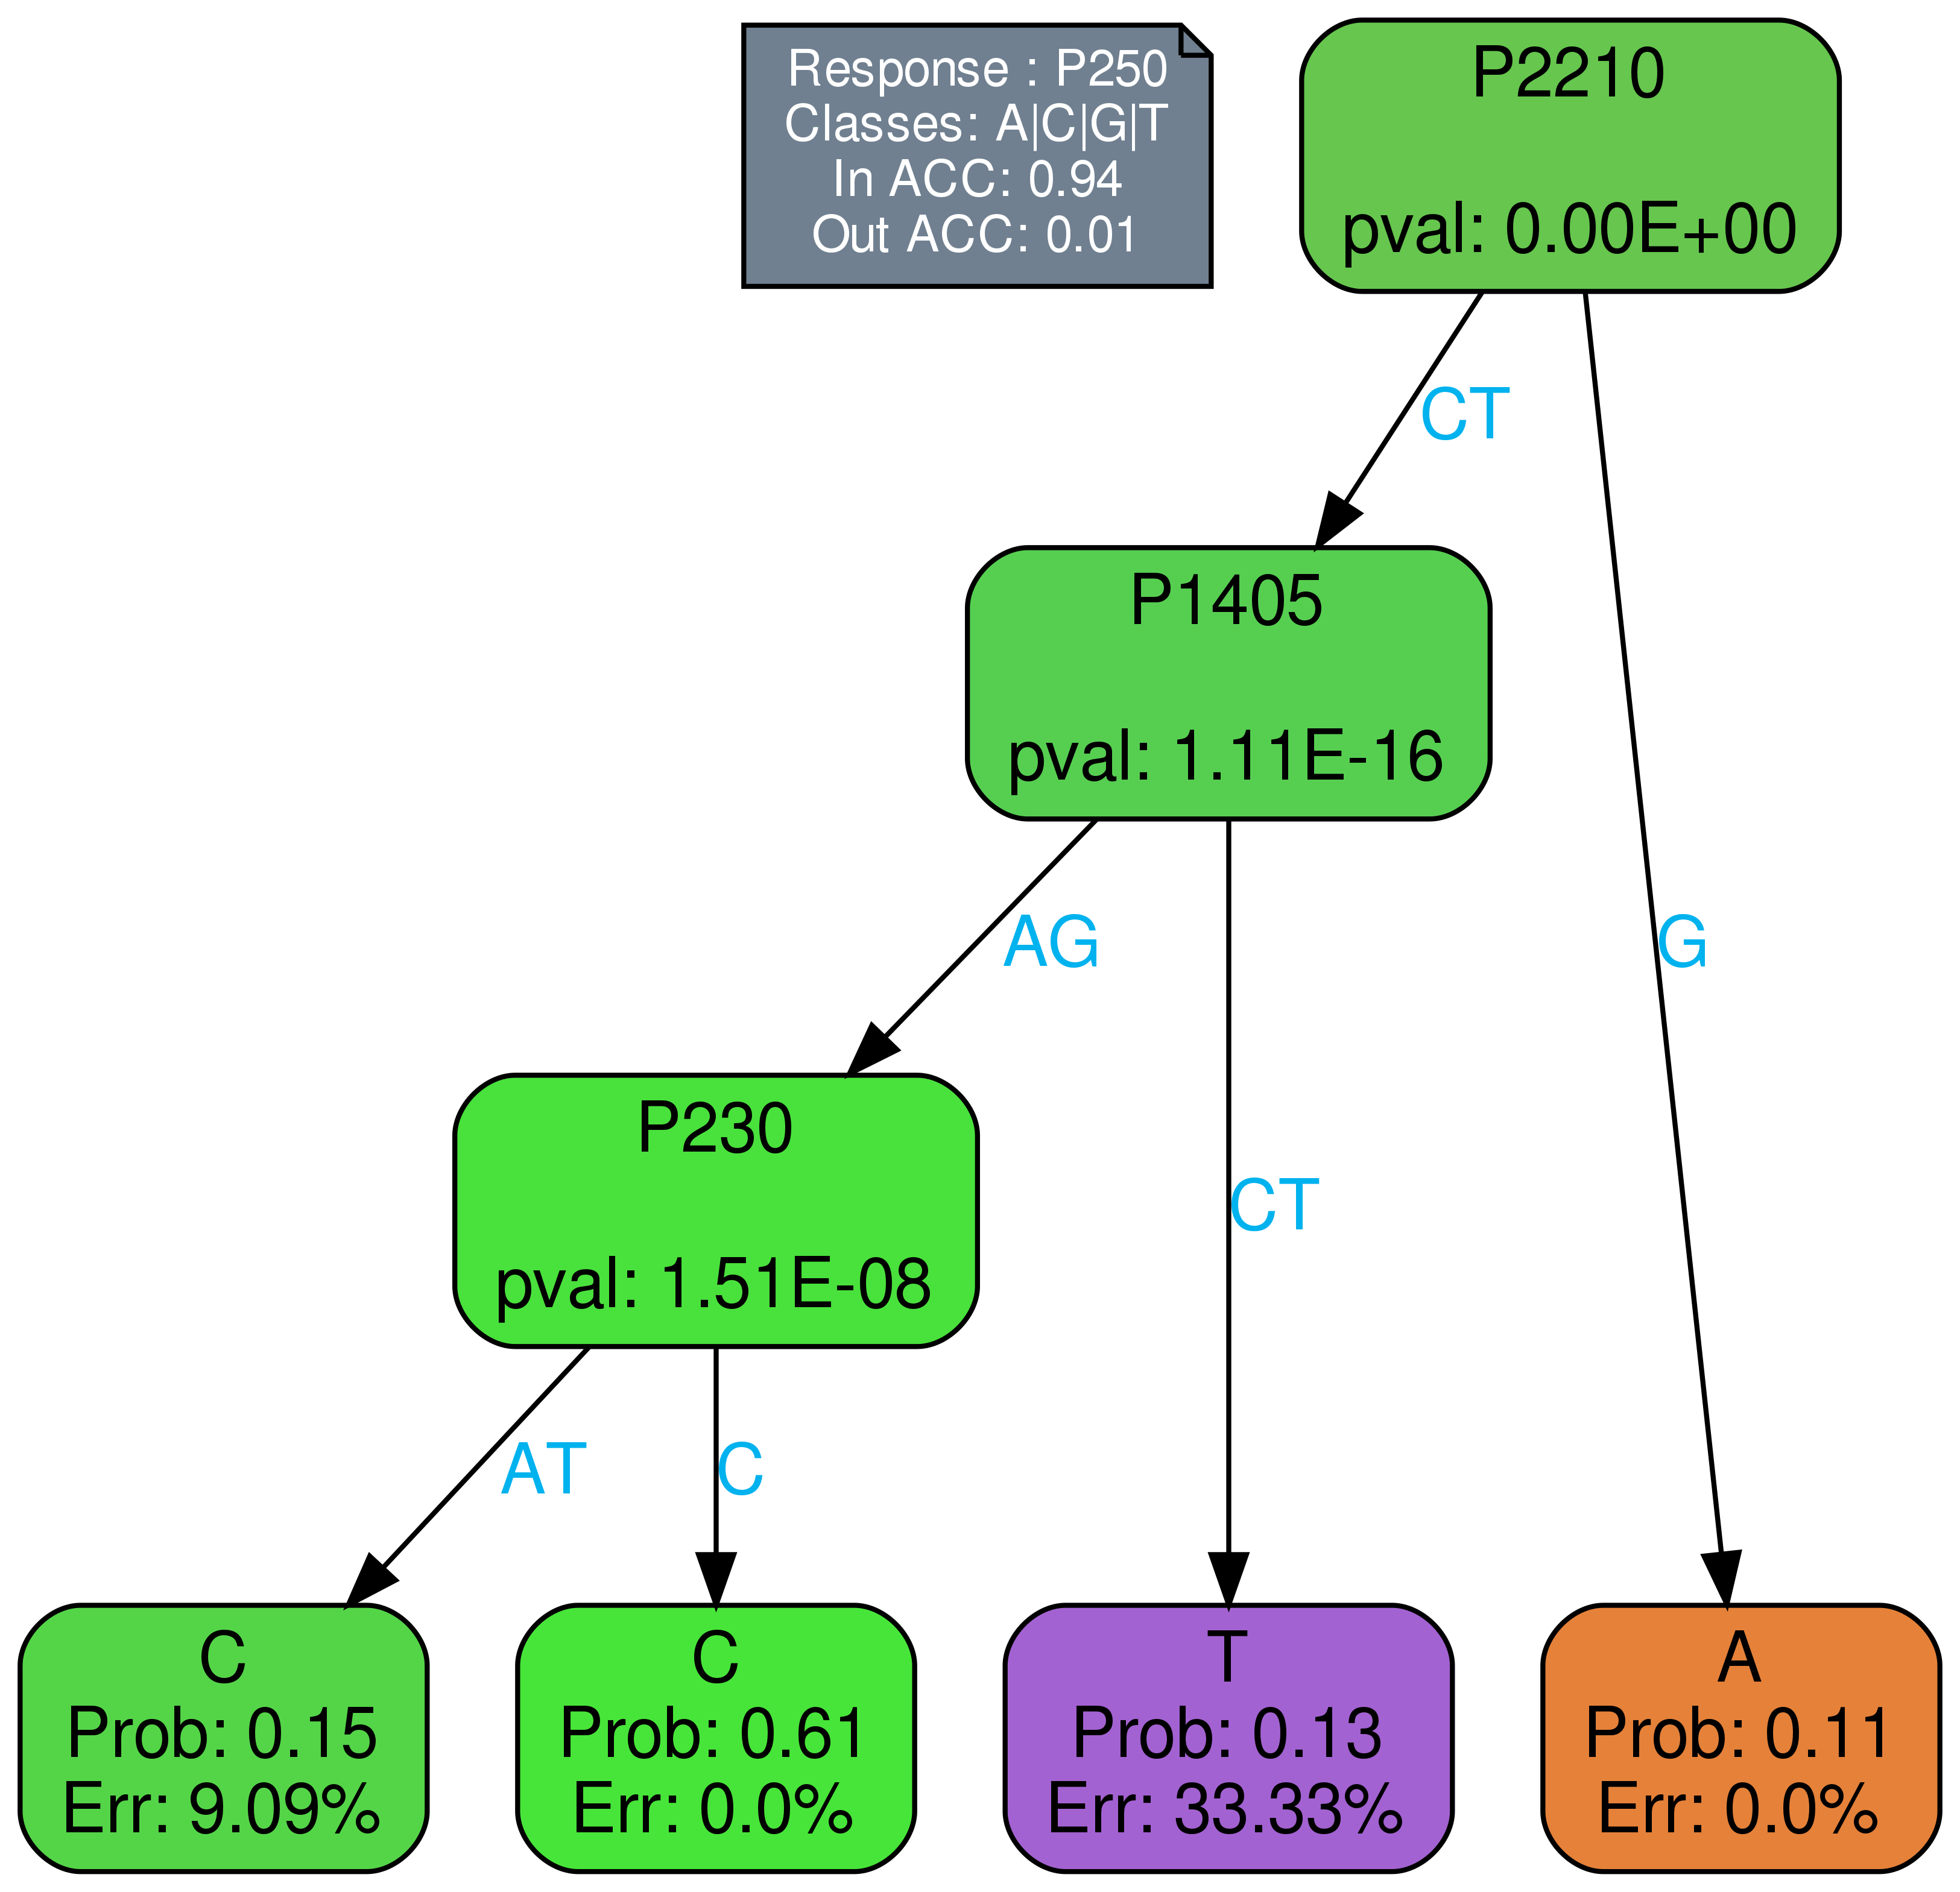 Response : P250
Classes: A|C|G|T
In ACC: 0.94
Out ACC: 0.01
P2210
pval: 0.00E+00
CT
P1405
pval: 1.11E-16
AG
G
P230
pval: 1.51E-08
CT
AT
C
C
Prob: 0.15
Err: 9.09%
C
Prob: 0.61
Err: 0.0%
T
Prob: 0.13
Err: 33.33%
A
Prob: 0.11
Err: 0.0%